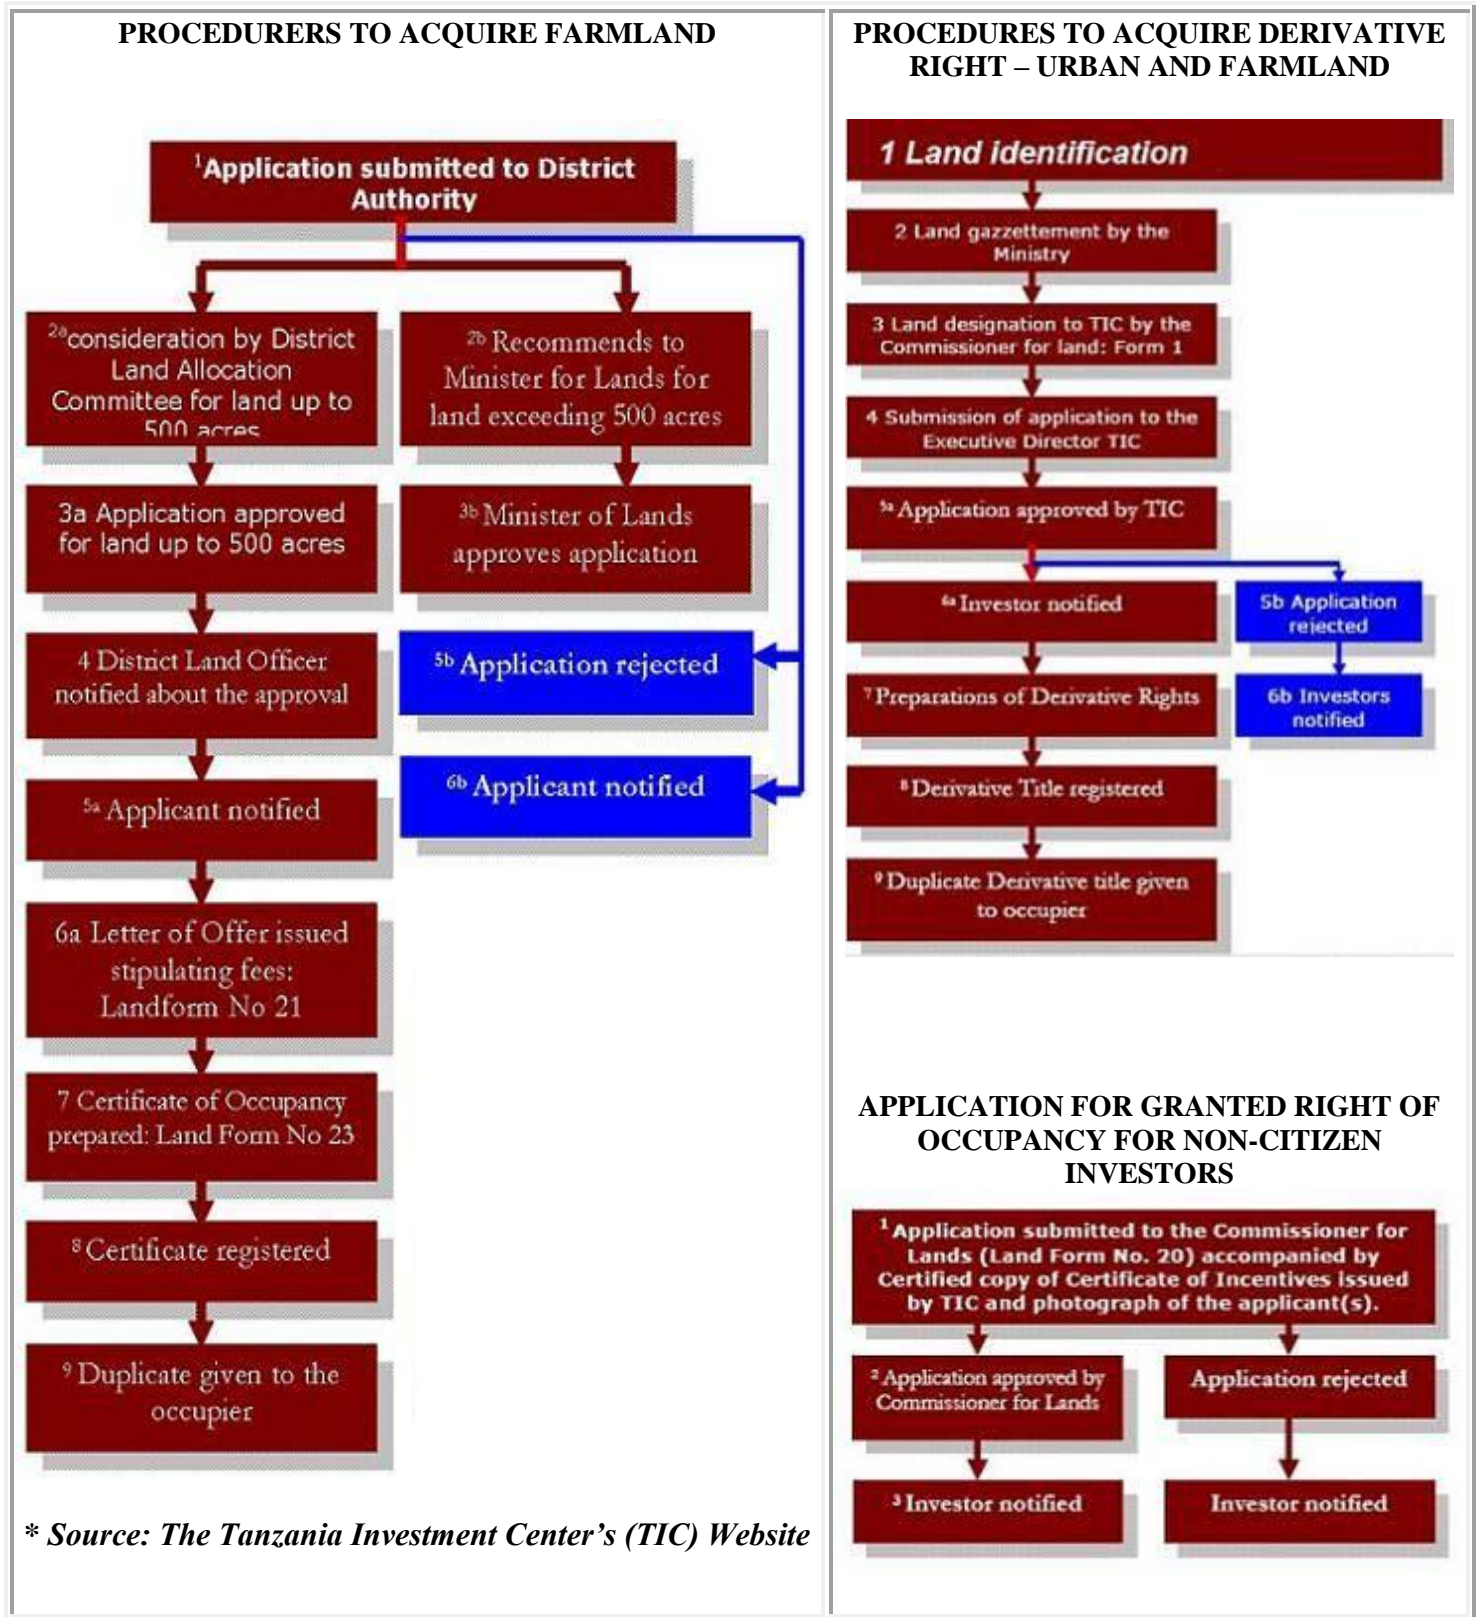 PROCEDURERS TO ACQUIRE FARMLAND
¹Application submitted to District
Authority
²ᵃconsideration by District
Land Allocation
Committee for land up to
500 acres
²ᵇ Recommends to
Minister for Lands for
land exceeding 500 acres
3a Application approved
for land up to 500 acres
³ᵇ Minister of Lands
approves application
4 District Land Officer
notified about the approval
⁵ᵇ Application rejected
⁵ᵃ Applicant notified
⁶ᵇ Applicant notified
6a Letter of Offer issued
stipulating fees:
Landform No 21
7 Certificate of Occupancy
prepared: Land Form No 23
⁸ Certificate registered
⁹ Duplicate given to the
occupier
* Source: The Tanzania Investment Center’s (TIC) Website
PROCEDURES TO ACQUIRE DERIVATIVE
RIGHT – URBAN AND FARMLAND
1 Land identification
2 Land gazzettement by the
Ministry
3 Land designation to TIC by the
Commissioner for land: Form 1
4 Submission of application to the
Executive Director TIC
⁵ᵃ Application approved by TIC
⁶ᵃ Investor notified
5b Application
rejected
⁷ Preparations of Derivative Rights
6b Investors
notified
⁸ Derivative Title registered
⁹ Duplicate Derivative title given
to occupier
APPLICATION FOR GRANTED RIGHT OF
OCCUPANCY FOR NON-CITIZEN
INVESTORS
¹ Application submitted to the Commissioner for
Lands (Land Form No. 20) accompanied by
Certified copy of Certificate of Incentives issued
by TIC and photograph of the applicant(s).
² Application approved by
Commissioner for Lands
Application rejected
³ Investor notified
Investor notified